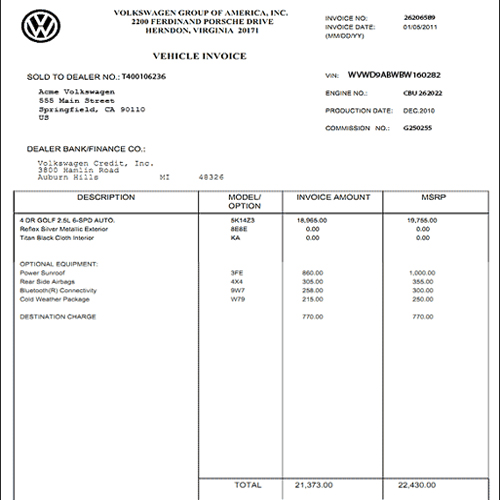 VOLKSWAGEN GROUP OF AMERICA, INC.
2200 FERDINAND PORSCHE DRIVE
HERNDON, VIRGINIA 20171
VEHICLE INVOICE
INVOICE NO: 26206589
INVOICE DATE: 01/05/2011
(MM/DD/YY)
SOLD TO DEALER NO.: T400106236
Acme Volkswagen
555 Main Street
Springfield, CA 90110
US
VIN: WVWD9ABWBW160282
ENGINE NO.: CBU 262022
PRODUCTION DATE: DEC.2010
COMMISSION NO.: G250255
DEALER BANK/FINANCE CO.:
Volkswagen Credit, Inc.
3800 Hamlin Road
Auburn Hills MI 48326
DESCRIPTION MODEL/OPTION INVOICE AMOUNT MSRP
4 DR GOLF 2.5L 6-SPD AUTO. 5K14Z3 18,965.00 19,755.00
Reflex Silver Metallic Exterior 8E8E 0.00 0.00
Titan Black Cloth Interior KA 0.00 0.00
OPTIONAL EQUIPMENT:
Power Sunroof 3FE 860.00 1,000.00
Rear Side Airbags 4X4 305.00 355.00
Bluetooth(R) Connectivity 9W7 258.00 300.00
Cold Weather Package W79 215.00 250.00
DESTINATION CHARGE 770.00 770.00
TOTAL 21,373.00 22,430.00